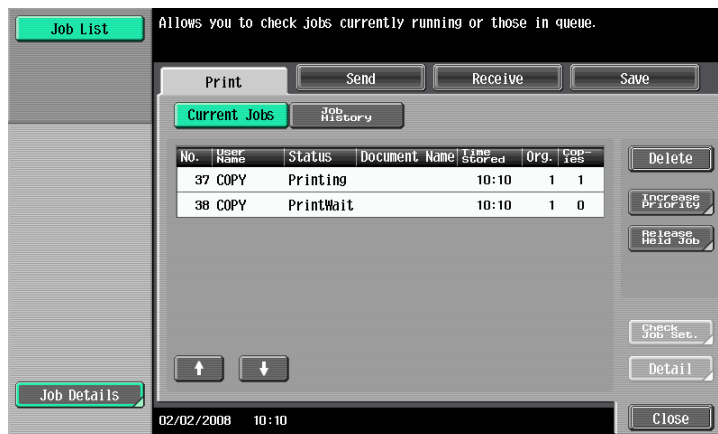 Job List
Allows you to check jobs currently running or those in queue.
Print
Send
Receive
Save
Current Jobs
Job
History
No. User Name Status Document Name Time Stored Org. Cop-ies
37 COPY Printing 10:10 1 1
38 COPY PrintWait 10:10 1 0
Delete
Increase
Priority
Release
Held Job
Check
Job Set.
Detail
Job Details
02/02/2008 10:10
Close